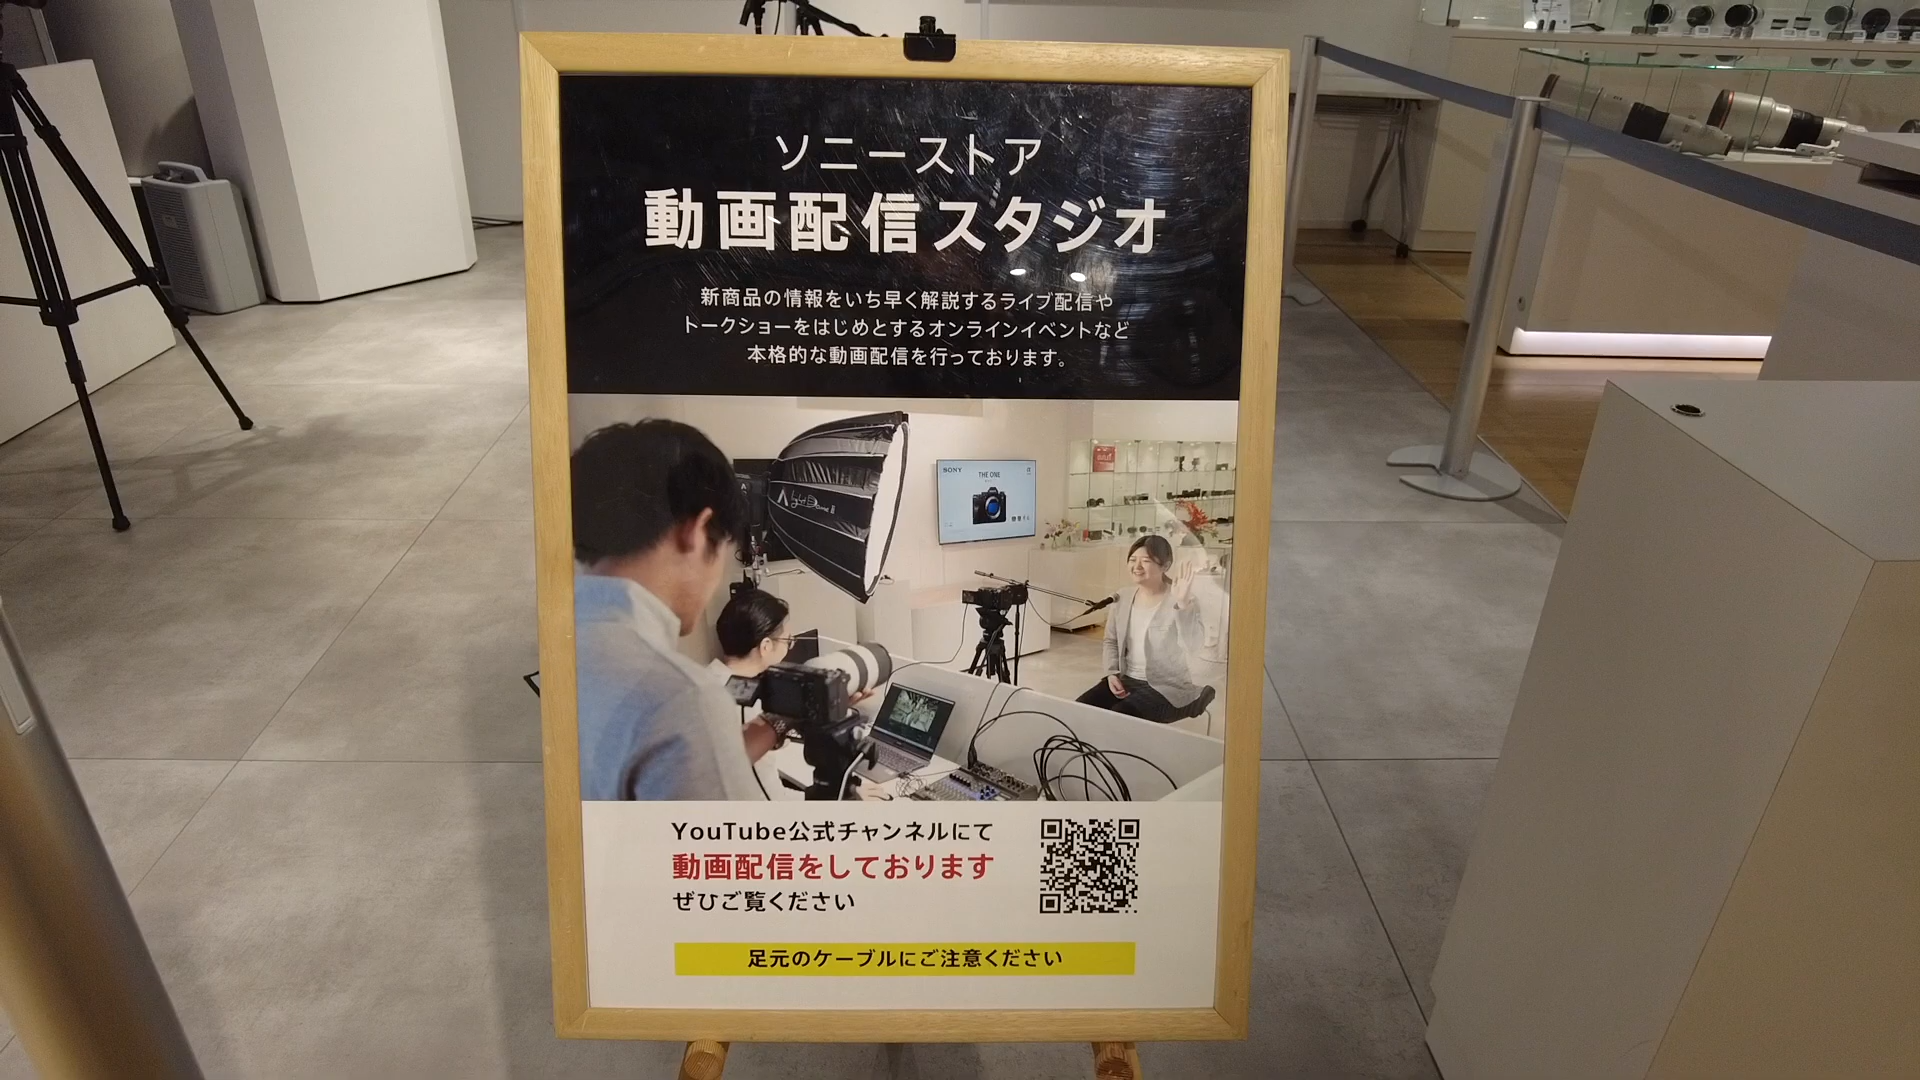 ソニーストア
動画配信スタジオ
新商品の情報をいち早く解説するライブ配信や
トークショーをはじめとするオンラインイベントなど
本格的な動画配信を行っております。
SONY
THE ONE
YouTube公式チャンネルにて
動画配信をしております
ぜひご覧ください
足元のケーブルにご注意ください